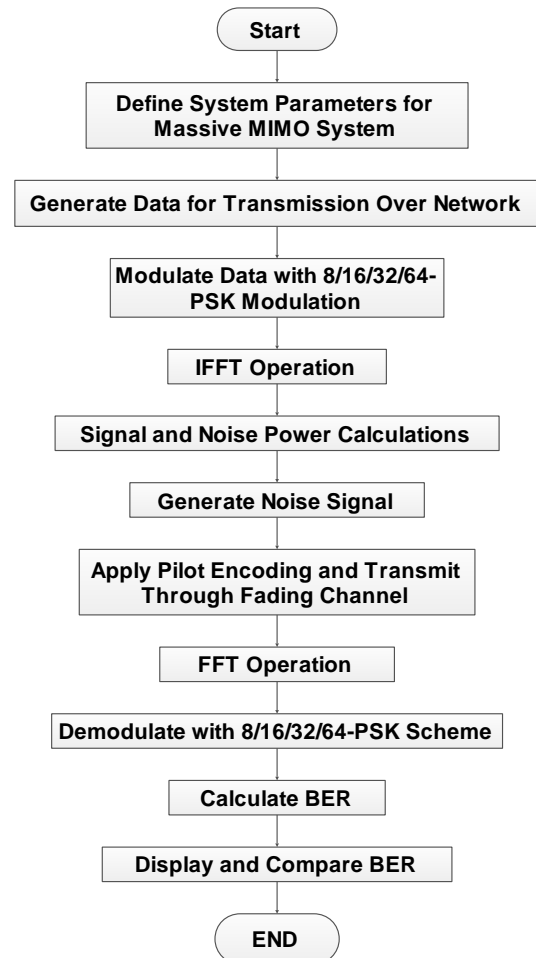 Start
Define System Parameters for
Massive MIMO System
Generate Data for Transmission Over Network
Modulate Data with 8/16/32/64-
PSK Modulation
IFFT Operation
Signal and Noise Power Calculations
Generate Noise Signal
Apply Pilot Encoding and Transmit
Through Fading Channel
FFT Operation
Demodulate with 8/16/32/64-PSK Scheme
Calculate BER
Display and Compare BER
END